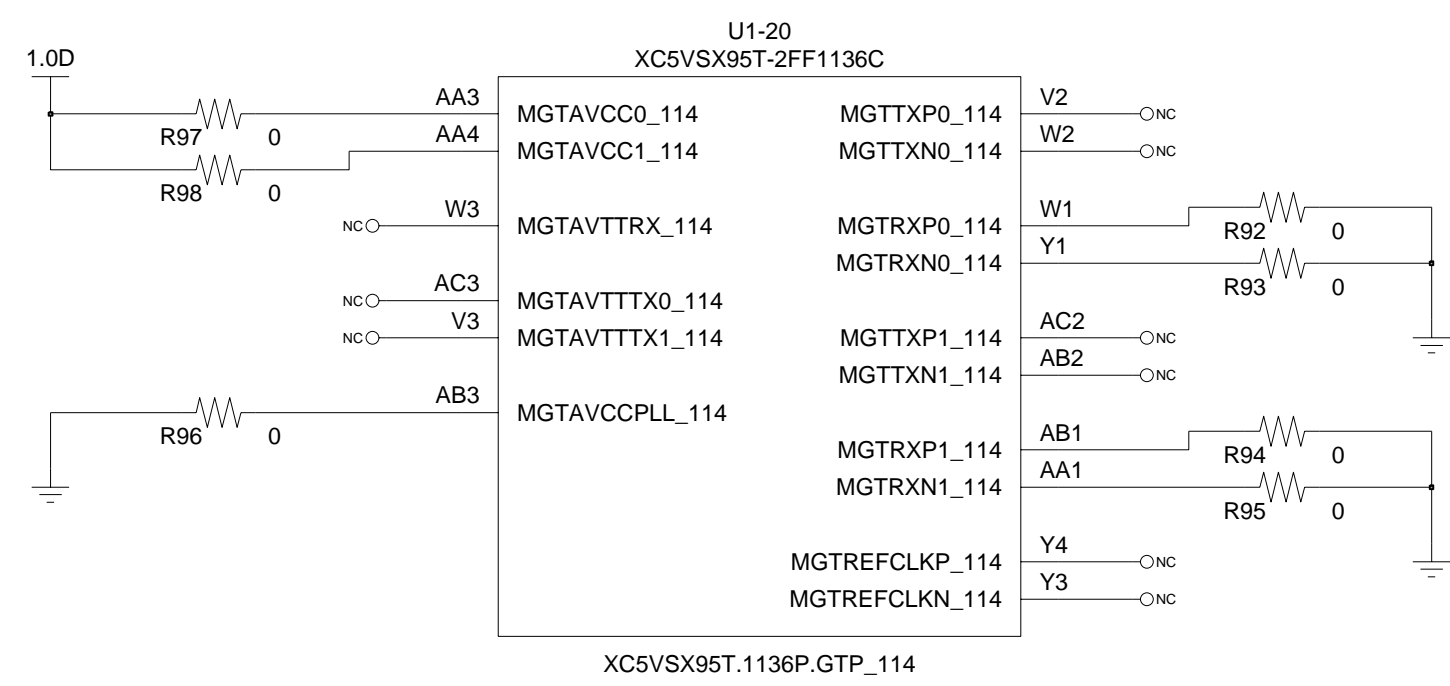 U1-20
XC5VSX95T-2FF1136C
1.0D
R97 0
R98 0
AA3 MGTAVCC0_114
AA4 MGTAVCC1_114
NC W3 MGTAVTTRX_114
NC AC3 MGTAVTTTX0_114
NC V3 MGTAVTTTX1_114
R96 0
AB3 MGTAVCCPLL_114
MGTTXP0_114 V2 NC
MGTTXN0_114 W2 NC
MGTRXP0_114 W1
R92 0
MGTRXN0_114 Y1
R93 0
MGTTXP1_114 AC2 NC
MGTTXN1_114 AB2 NC
MGTRXP1_114 AB1
R94 0
MGTRXN1_114 AA1
R95 0
MGTREFCLKP_114 Y4 NC
MGTREFCLKN_114 Y3 NC
XC5VSX95T.1136P.GTP_114